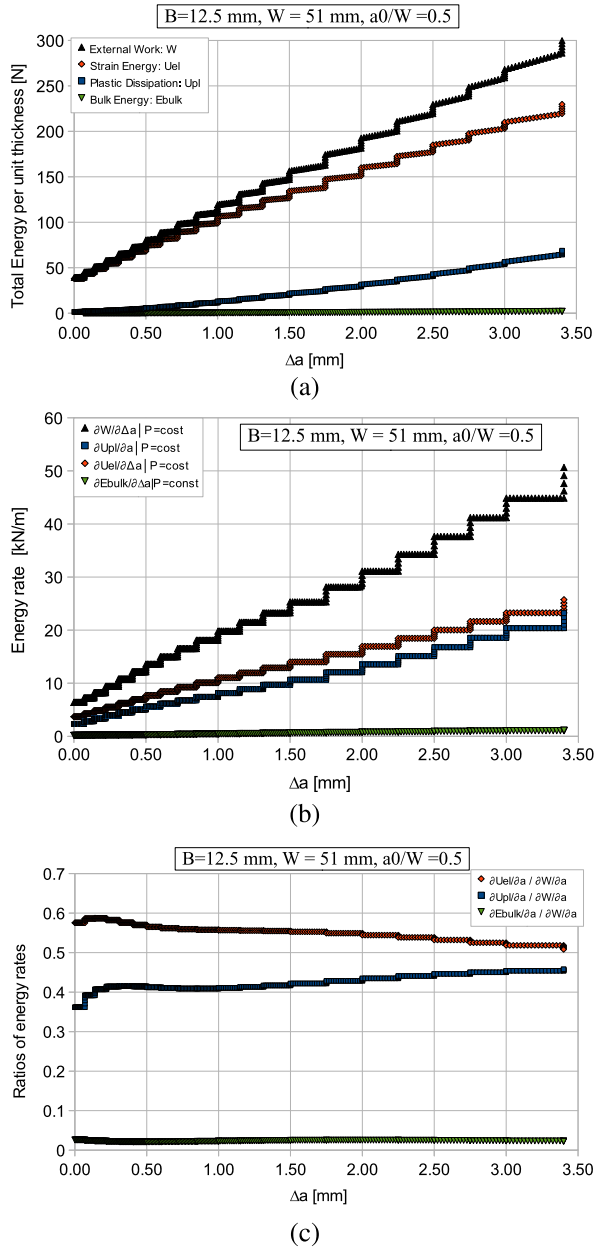 B=12.5 mm, W = 51 mm, a0/W =0.5
Total Energy per unit thickness [N]
300
250
200
150
100
50
0
External Work: W
Strain Energy: Uel
Plastic Dissipation: Upl
Bulk Energy: Ebulk
0.00 0.50 1.00 1.50 2.00 2.50 3.00 3.50
Δa [mm]
(a)
B=12.5 mm, W = 51 mm, a0/W =0.5
Energy rate [kN/m]
60
50
40
30
20
10
0
∂W/∂Δa| P=cost
∂Upl/∂a| P=cost
∂Uel/∂Δa| P=cost
∂Ebulk/∂Δa|P=const
0.00 0.50 1.00 1.50 2.00 2.50 3.00 3.50
Δa [mm]
(b)
B=12.5 mm, W = 51 mm, a0/W =0.5
Ratios of energy rates
0.7
0.6
0.5
0.4
0.3
0.2
0.1
0
∂Uel/∂a / ∂W/∂a
∂Upl/∂a / ∂W/∂a
∂Ebulk/∂a / ∂W/∂a
0.00 0.50 1.00 1.50 2.00 2.50 3.00 3.50
Δa [mm]
(c)